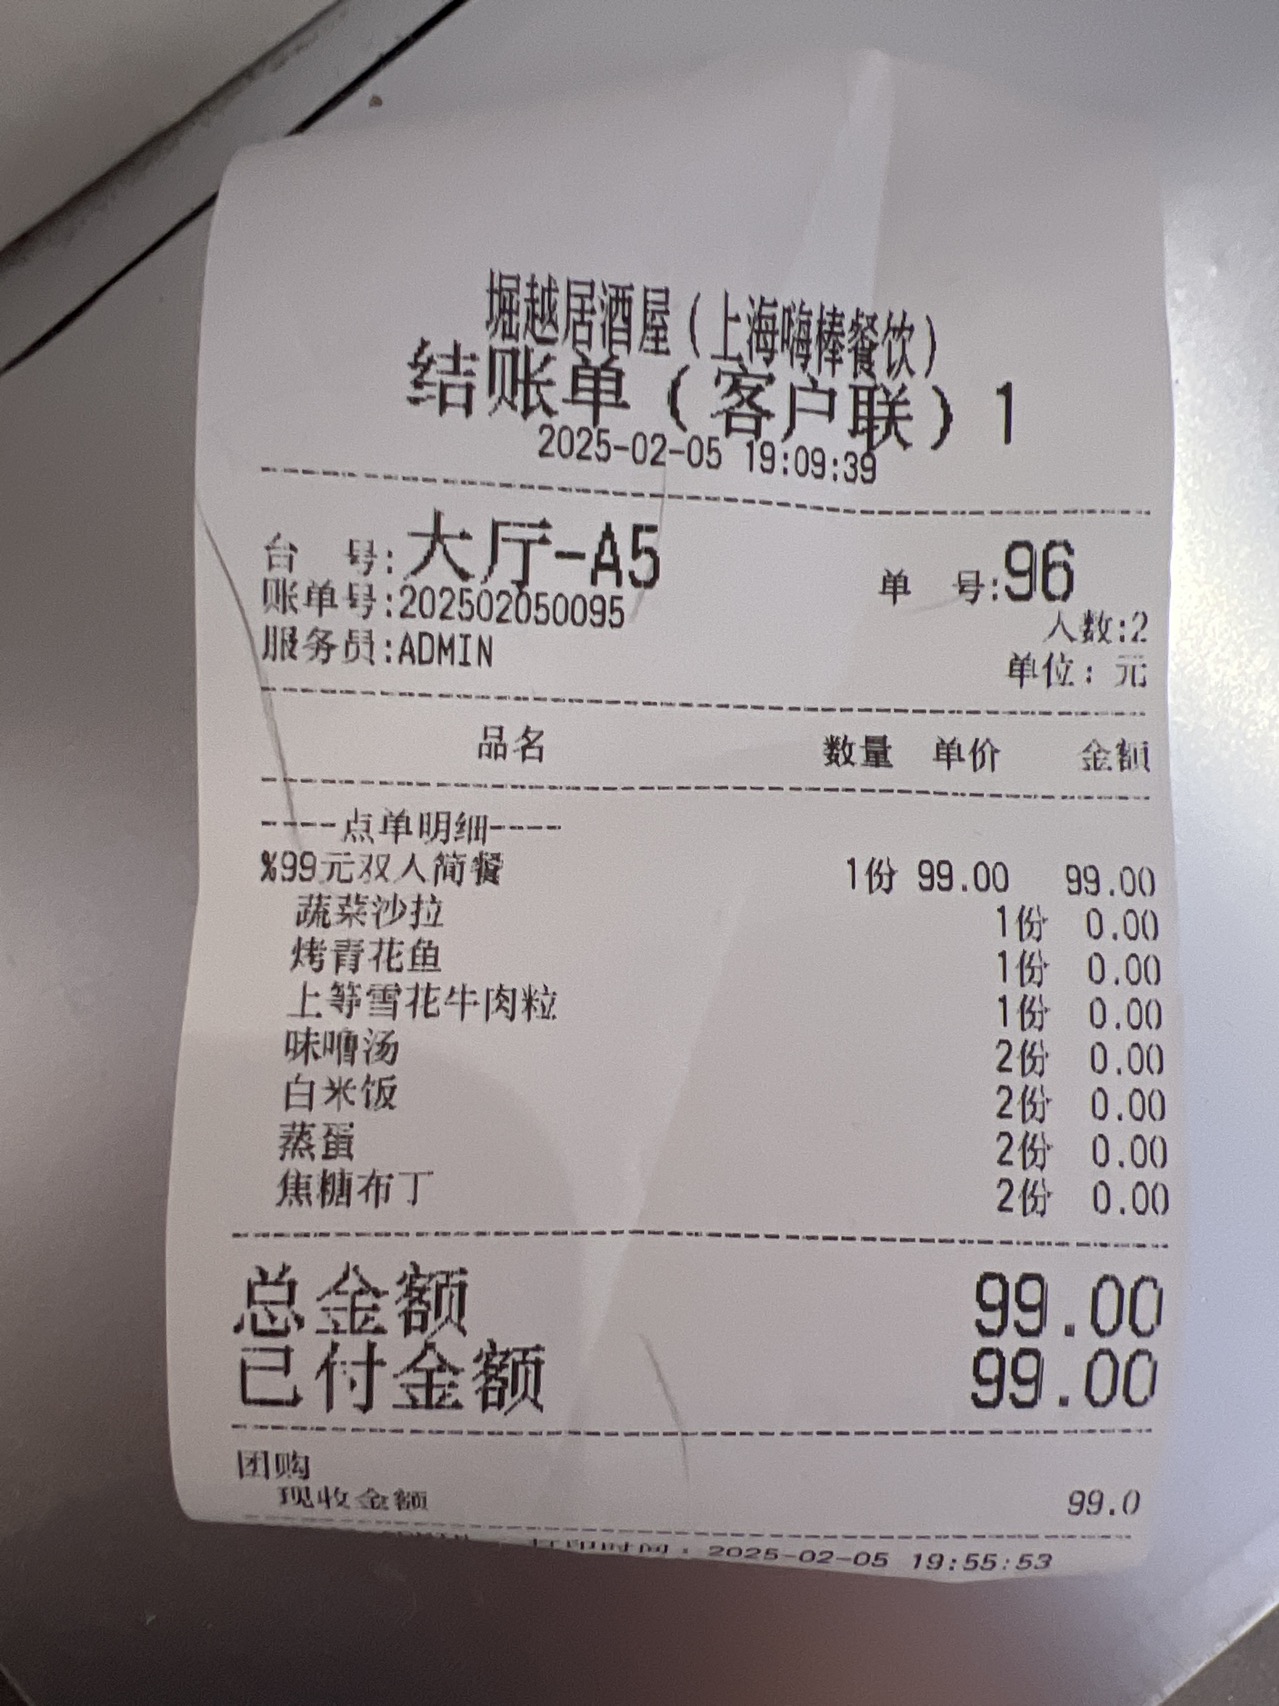 堀越居酒屋(上海嗨棒餐饮)
结账单(客户联)1
2025-02-05 19:09:39
台 号:大厅-A5 单 号:96
账单号:202502050095 人数:2
服务员:ADMIN 单位: 元
品名 数量 单价 金额
----点单明细----
%99元双人简餐 1份 99.00 99.00
蔬菜沙拉 1份 0.00
烤青花鱼 1份 0.00
上等雪花牛肉粒 1份 0.00
味噜汤 2份 0.00
白米饭 2份 0.00
蒸蛋 2份 0.00
焦糖布丁 2份 0.00
总金额 99.00
已付金额 99.00
团购
现收金额 99.0
ADMIN 打印时间: 2025-02-05 19:55:53